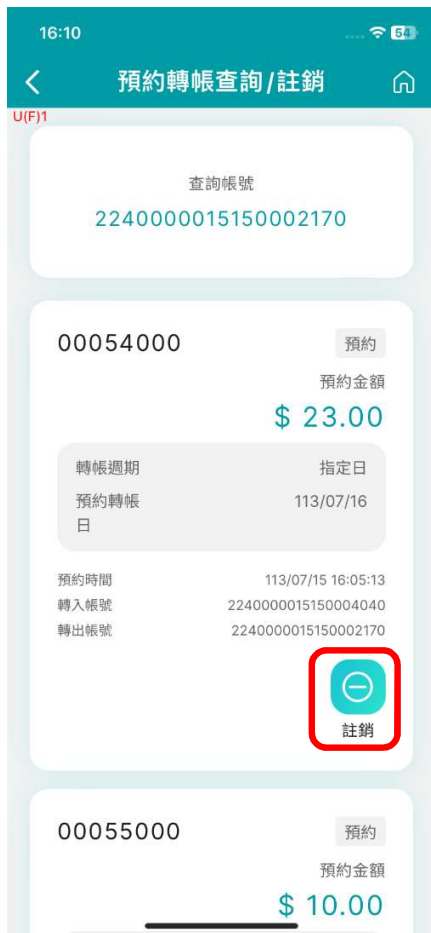 16:10
54
預約轉帳查詢/註銷
U(F)1
查詢帳號
2240000015150002170
00054000 預約
預約金額
$ 23.00
轉帳週期 指定日
預約轉帳 113/07/16
日
預約時間 113/07/15 16:05:13
轉入帳號 2240000015150004040
轉出帳號 2240000015150002170
註銷
00055000 預約
預約金額
$ 10.00